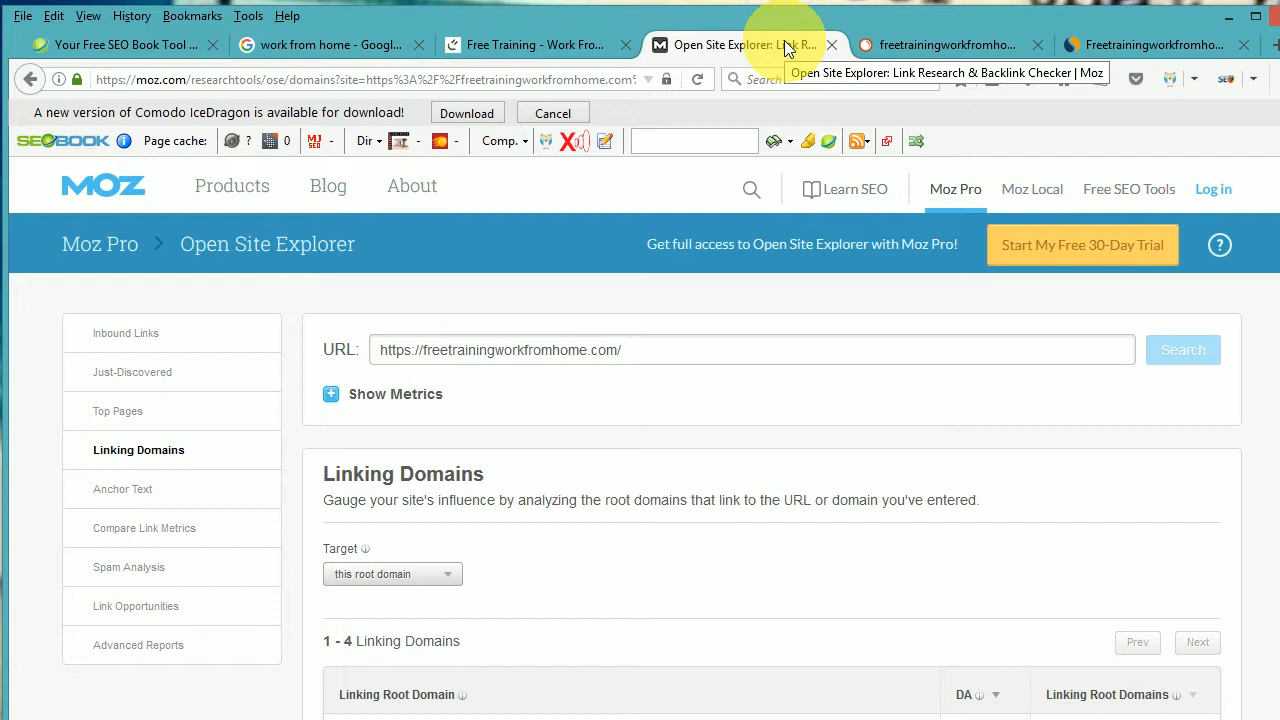 File Edit View History Bookmarks Tools Help
Your Free SEO Book Tool ...
work from home - Googl...
Free Training - Work Fro...
Open Site Explorer: Link R...
freetrainingworkfromho...
Freetrainingworkfromho...
https://moz.com/researchtools/ose/domains?site=https%3A%2F%2Ffreetrainingworkfromhome.com%
Search
Open Site Explorer: Link Research & Backlink Checker | Moz
A new version of Comodo IceDragon is available for download! Download Cancel
SEOBOOK Page cache: ? 0 MJ SEO - Dir - - Comp.
MOZ Products Blog About Learn SEO Moz Pro Moz Local Free SEO Tools Log in
Moz Pro > Open Site Explorer Get full access to Open Site Explorer with Moz Pro! Start My Free 30-Day Trial ?
Inbound Links
Just-Discovered
Top Pages
Linking Domains
Anchor Text
Compare Link Metrics
Spam Analysis
Link Opportunities
Advanced Reports
URL: https://freetrainingworkfromhome.com/ Search
Show Metrics
Linking Domains
Gauge your site's influence by analyzing the root domains that link to the URL or domain you've entered.
Target
this root domain
1 - 4 Linking Domains Prev Next
Linking Root Domain DA Linking Root Domains